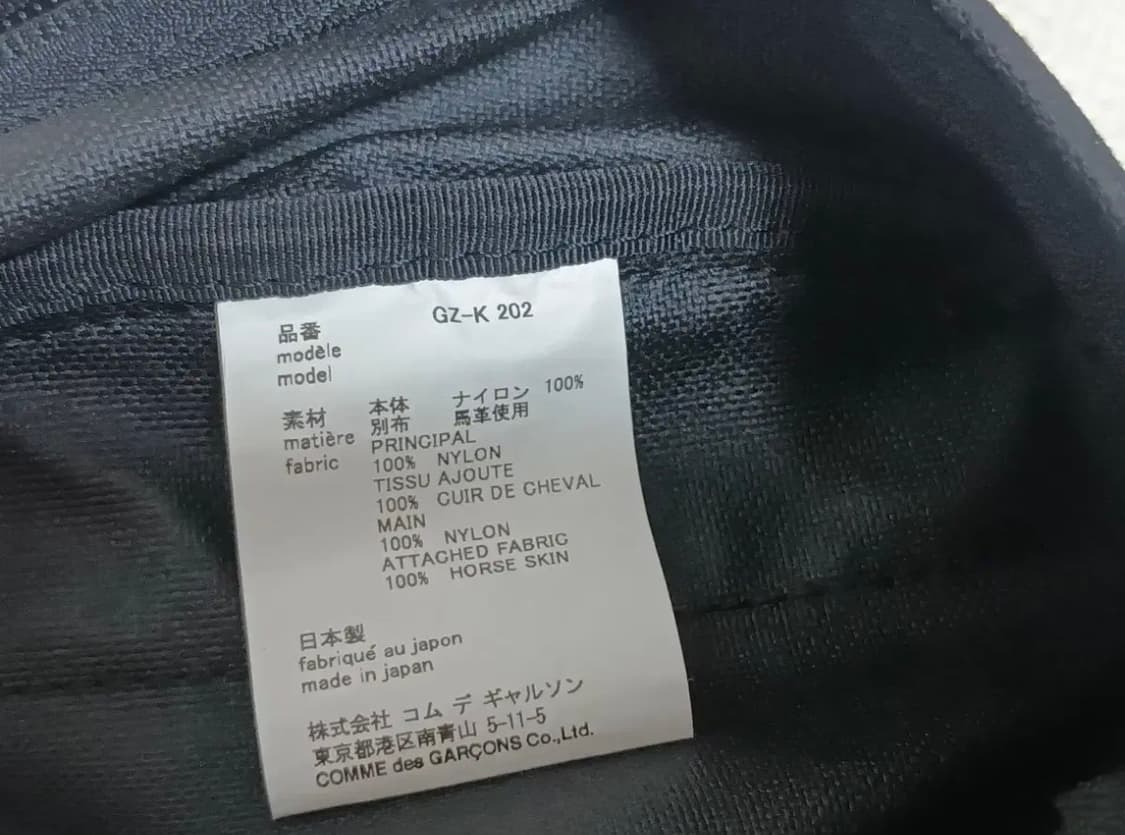 品番 GZ-K 202
modèle
model
素材 本体 ナイロン 100%
別布 馬革使用
matière PRINCIPAL
fabric 100% NYLON
TISSU AJOUTE
100% CUIR DE CHEVAL
MAIN
100% NYLON
ATTACHED FABRIC
100% HORSE SKIN
日本製
fabriqué au japon
made in japan
株式会社 コム デ ギャルソン
東京都港区南青山 5-11-5
COMME des GARÇONS Co.,Ltd.